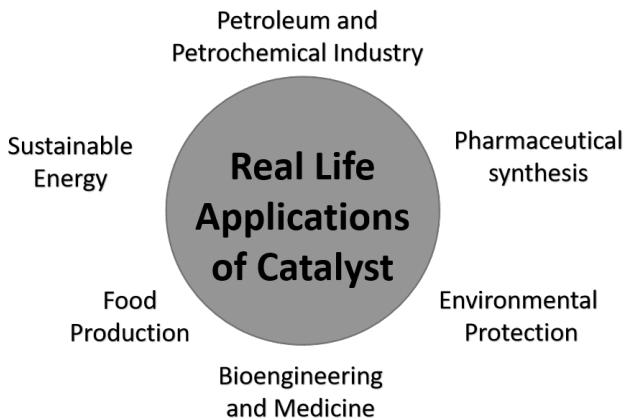 Petroleum and
Petrochemical Industry
Sustainable
Energy
Pharmaceutical
synthesis
Real Life
Applications
of Catalyst
Food
Production
Environmental
Protection
Bioengineering
and Medicine